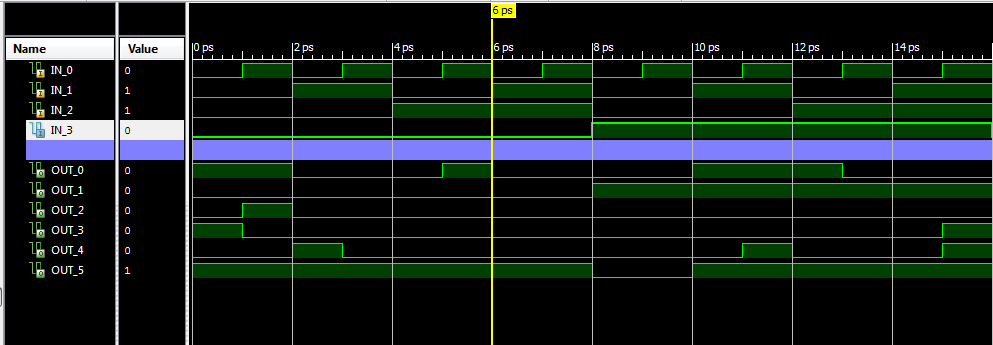 6 ps
Name Value
0 ps 2 ps 4 ps 6 ps 8 ps 10 ps 12 ps 14 ps
IN_0 0
IN_1 1
IN_2 1
IN_3 0
OUT_0 0
OUT_1 0
OUT_2 0
OUT_3 0
OUT_4 0
OUT_5 1